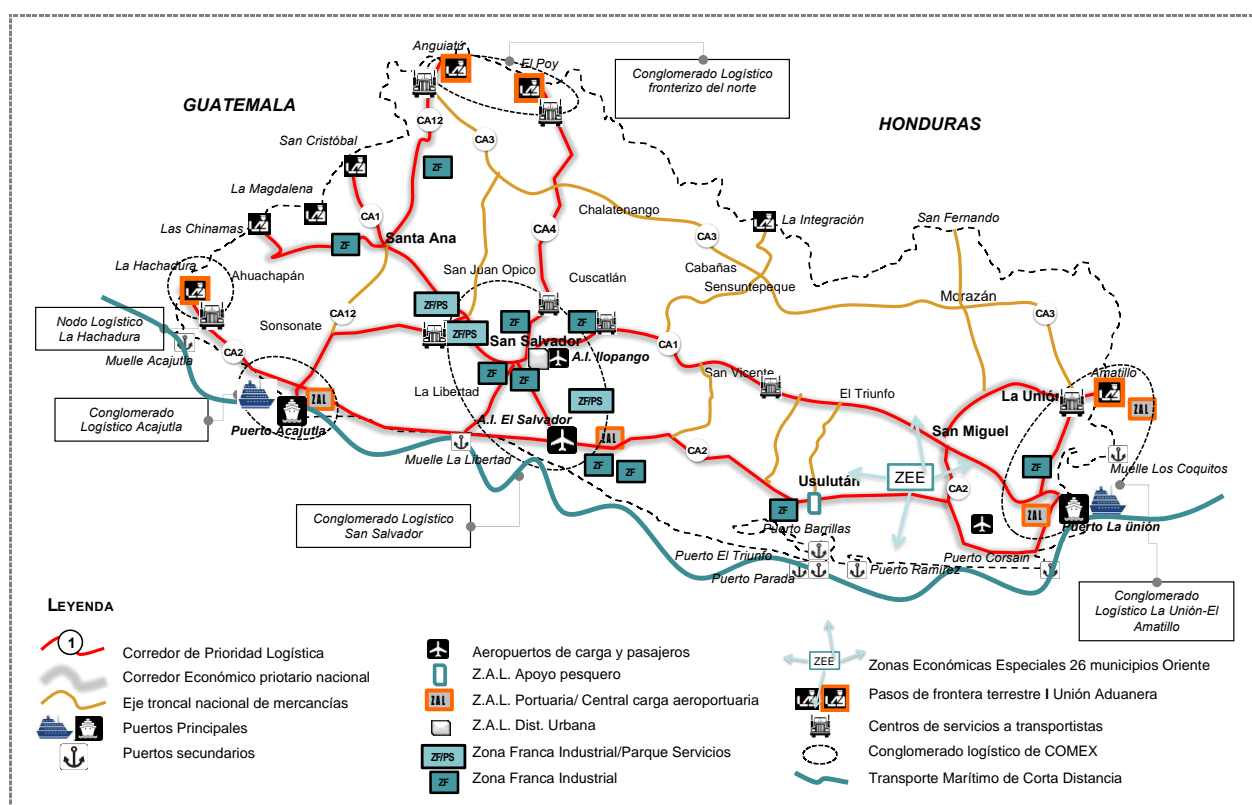 Anguiatú
El Poy
Conglomerado Logístico
fronterizo del norte
GUATEMALA
HONDURAS
CA12
CA3
San Cristóbal
ZF
La Magdalena
CA1
Chalatenango
La Integración
San Fernando
Las Chinamas
CA4
CA3
ZF
Santa Ana
La Hachadura
Ahuachapán
San Juan Opico
Cuscatlán
Cabañas
Sensuntepeque
Morazán
ZF/PS
CA12
CA3
Nodo Logístico
La Hachadura
Sonsonate
ZF/PS
ZF
ZF
San Salvador
CA1
Muelle Acajutla
CA2
A.I. Ilopango
ZF
ZF
San Vicente
Amatillo
La Libertad
El Triunfo
La Unión
ZAL
ZF/PS
ZAL
Conglomerado
Logístico Acajutla
Puerto Acajutla
A.I. El Salvador
ZAL
San Miguel
CA2
Muelle La Libertad
ZF
ZF
ZF
Muelle Los Coquitos
Usulután
ZEE
CA2
ZF
ZAL
Conglomerado Logístico
San Salvador
Puerto Barrillas
Puerto La ünión
Puerto El Triunfo
Puerto Corsain
Puerto Parada
Puerto Ramírez
Conglomerado
Logístico La Unión-El
Amatillo
LEYENDA
1
Corredor de Prioridad Logística
Corredor Económico priotario nacional
Eje troncal nacional de mercancías
Puertos Principales
Puertos secundarios
Aeropuertos de carga y pasajeros
Z.A.L. Apoyo pesquero
ZAL
Z.A.L. Portuaria/ Central carga aeroportuaria
Z.A.L. Dist. Urbana
ZF/PS
Zona Franca Industrial/Parque Servicios
ZF
Zona Franca Industrial
ZEE
Zonas Económicas Especiales 26 municipios Oriente
Pasos de frontera terrestre I Unión Aduanera
Centros de servicios a transportistas
Conglomerado logístico de COMEX
Transporte Marítimo de Corta Distancia